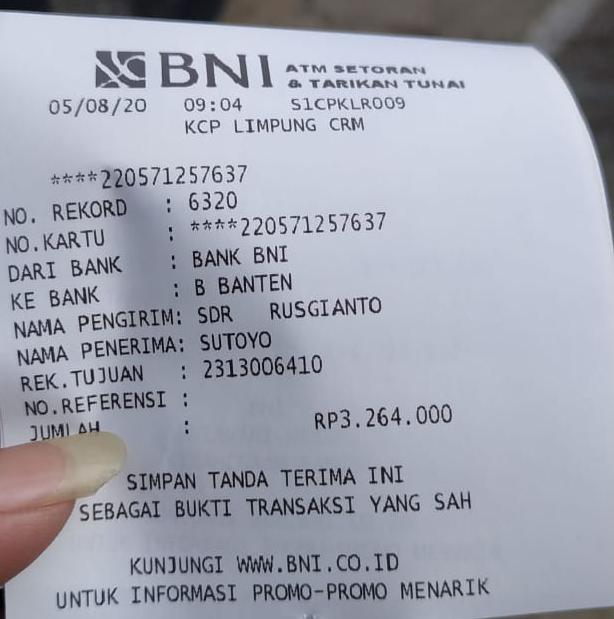 BNI ATM SETORAN
& TARIKAN TUNAI
05/08/20 09:04 S1CPKLR009
KCP LIMPUNG CRM
****220571257637
NO. REKORD : 6320
NO.KARTU : ****220571257637
DARI BANK : BANK BNI
KE BANK : B BANTEN
NAMA PENGIRIM: SDR RUSGIANTO
NAMA PENERIMA: SUTOYO
REK.TUJUAN : 2313006410
NO.REFERENSI :
JUMLAH : RP3.264.000
SIMPAN TANDA TERIMA INI
SEBAGAI BUKTI TRANSAKSI YANG SAH
KUNJUNGI WWW.BNI.CO.ID
UNTUK INFORMASI PROMO-PROMO MENARIK